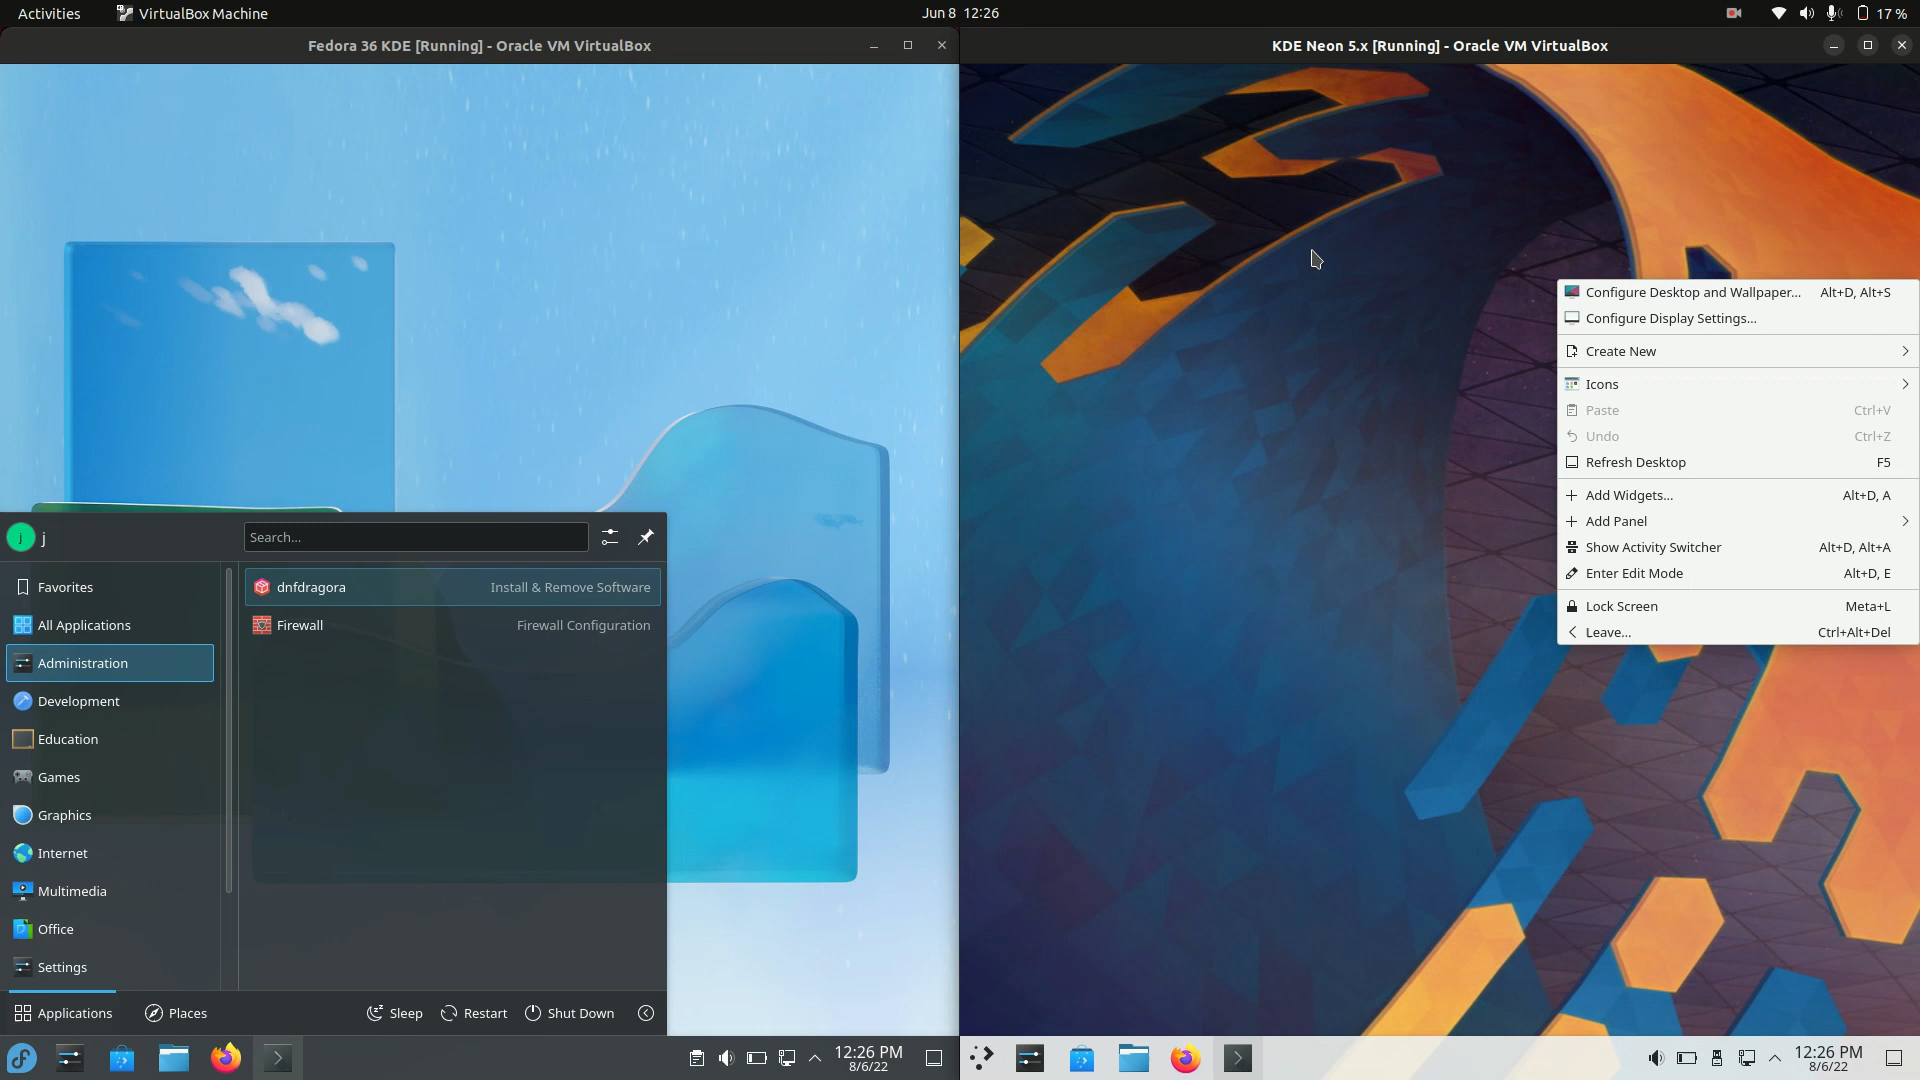 Activities VirtualBox Machine Jun 8 12:26 17 %
Fedora 36 KDE [Running] - Oracle VM VirtualBox
j j Search...
Favorites
All Applications
Administration
Development
Education
Games
Graphics
Internet
Multimedia
Office
Settings
dnfdragora Install & Remove Software
Firewall Firewall Configuration
Applications Places Sleep Restart Shut Down
12:26 PM
8/6/22
KDE Neon 5.x [Running] - Oracle VM VirtualBox
Configure Desktop and Wallpaper... Alt+D, Alt+S
Configure Display Settings...
Create New
Icons
Paste Ctrl+V
Undo Ctrl+Z
Refresh Desktop F5
Add Widgets... Alt+D, A
Add Panel
Show Activity Switcher Alt+D, Alt+A
Enter Edit Mode Alt+D, E
Lock Screen Meta+L
Leave... Ctrl+Alt+Del
12:26 PM
8/6/22